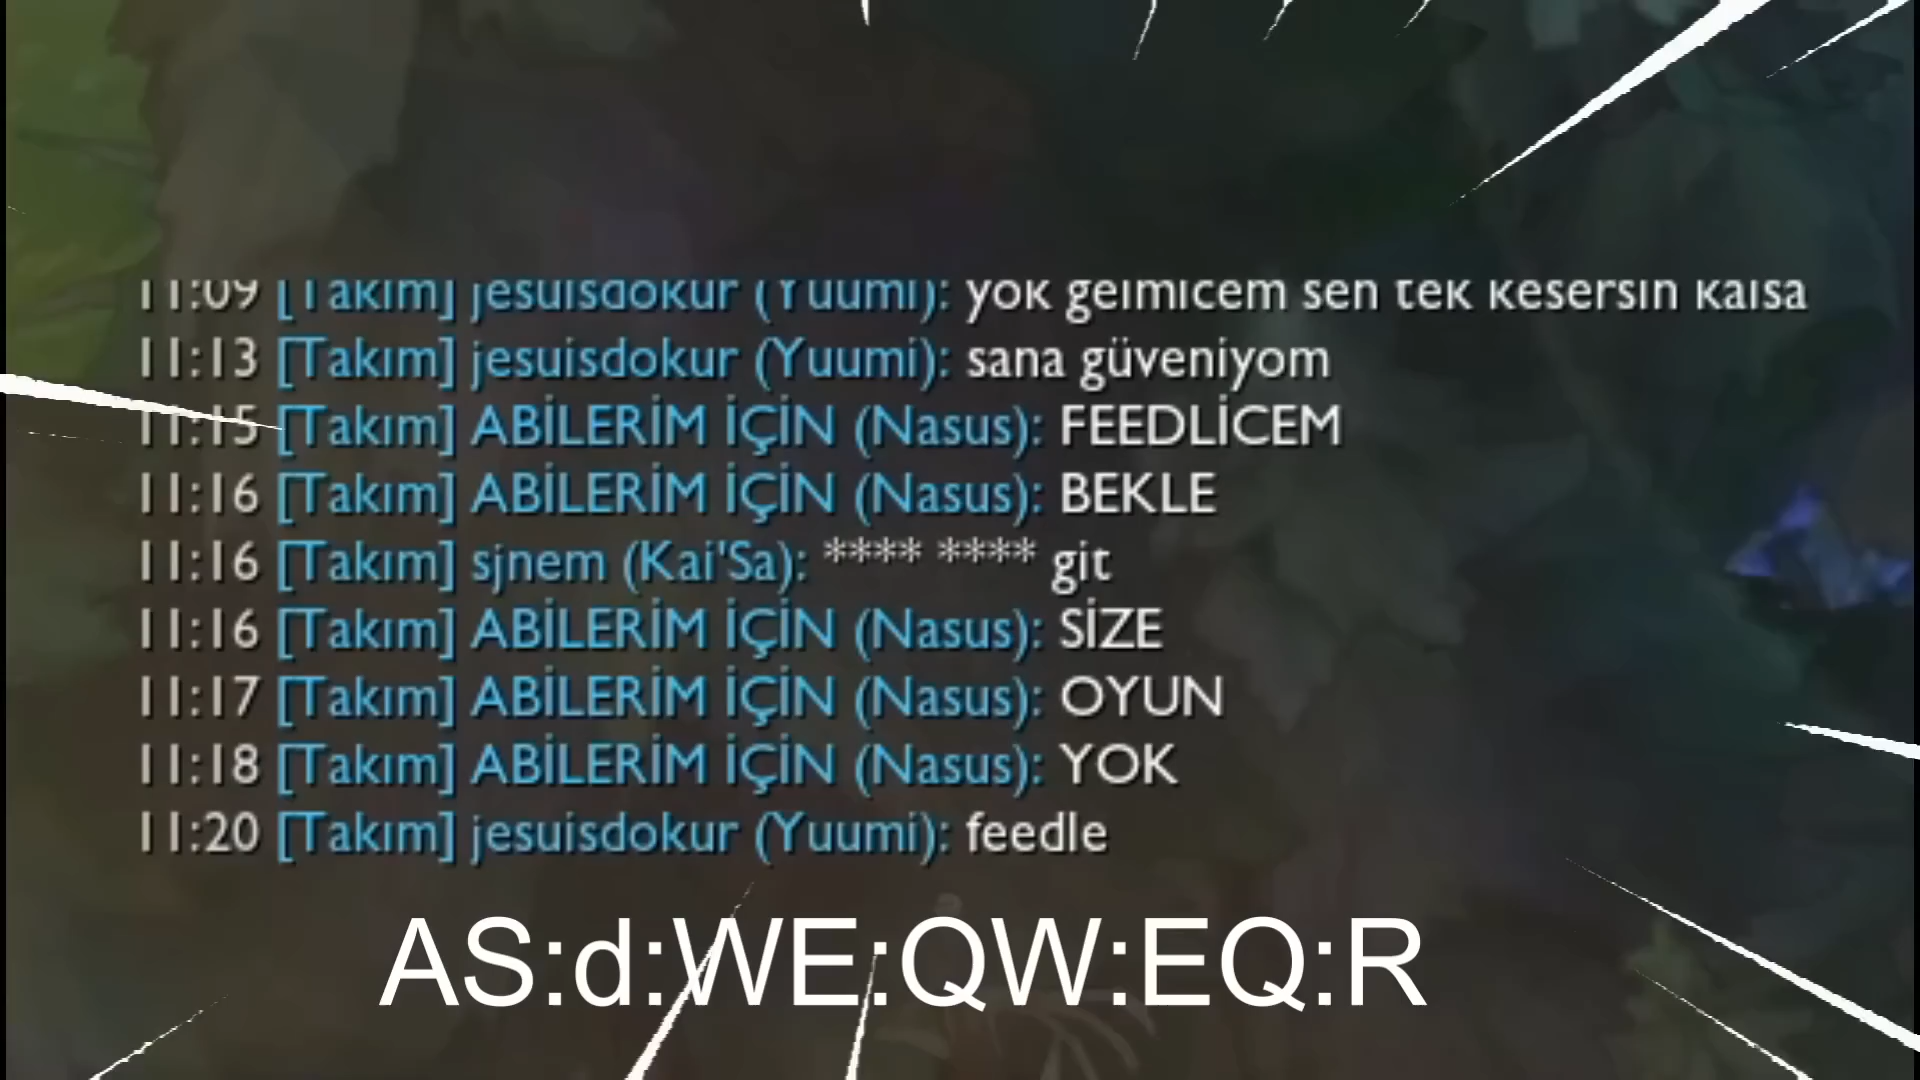 11:09 [Takım] jesuisdokur (Yuumi): yok gelmicem sen tek kesersin kaisa
11:13 [Takım] jesuisdokur (Yuumi): sana güveniyom
11:15 [Takım] ABİLERİM İÇİN (Nasus): FEEDLİCEM
11:16 [Takım] ABİLERİM İÇİN (Nasus): BEKLE
11:16 [Takım] sjnem (Kai'Sa): **** **** git
11:16 [Takım] ABİLERİM İÇİN (Nasus): SİZE
11:17 [Takım] ABİLERİM İÇİN (Nasus): OYUN
11:18 [Takım] ABİLERİM İÇİN (Nasus): YOK
11:20 [Takım] jesuisdokur (Yuumi): feedle
AS:d:WE:QW:EQ:R